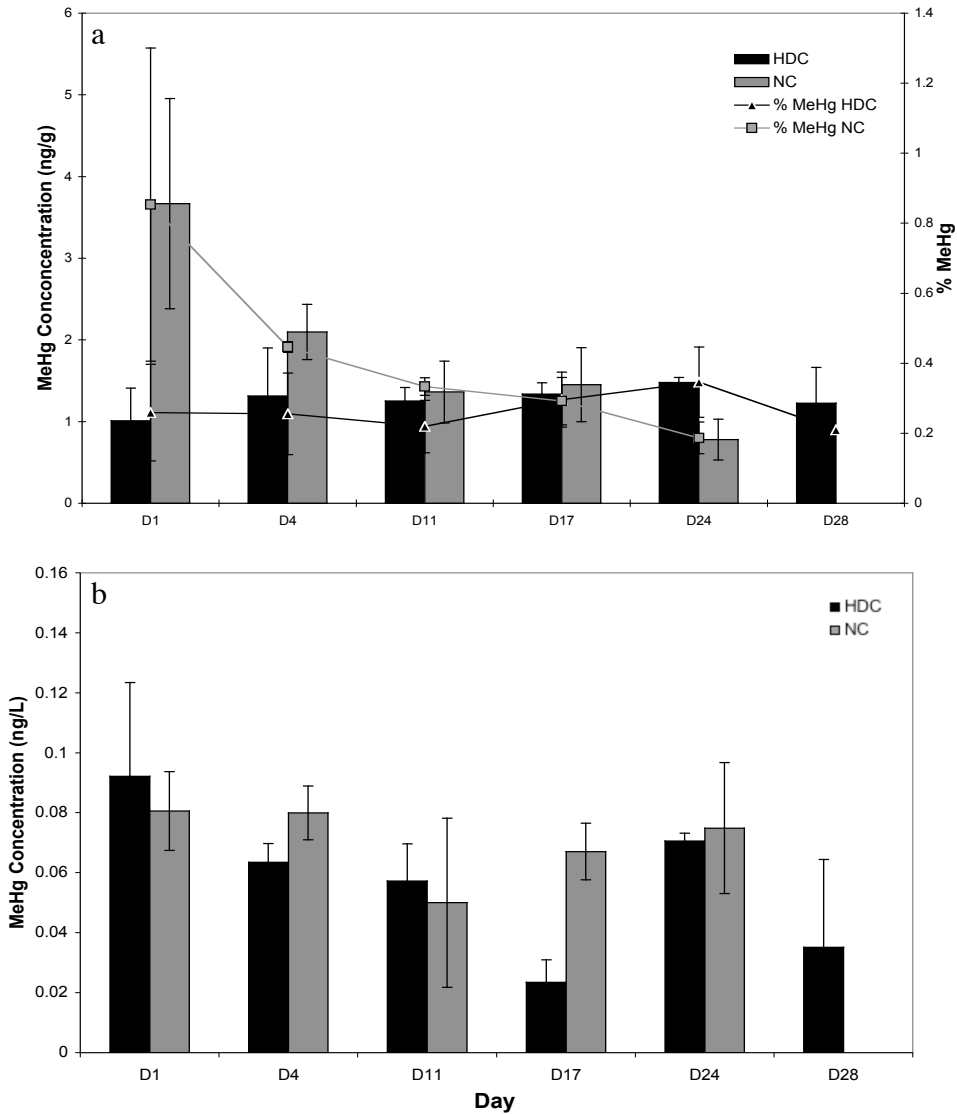 a
6
5
4
3
2
1
0
MeHg Conconcentration (ng/g)
1.4
1.2
1
0.8
0.6
0.4
0.2
0
% MeHg
HDC
NC
% MeHg HDC
% MeHg NC
D1 D4 D11 D17 D24 D28
b
0.16
0.14
0.12
0.1
0.08
0.06
0.04
0.02
0
MeHg Concentration (ng/L)
HDC
NC
D1 D4 D11 D17 D24 D28
Day